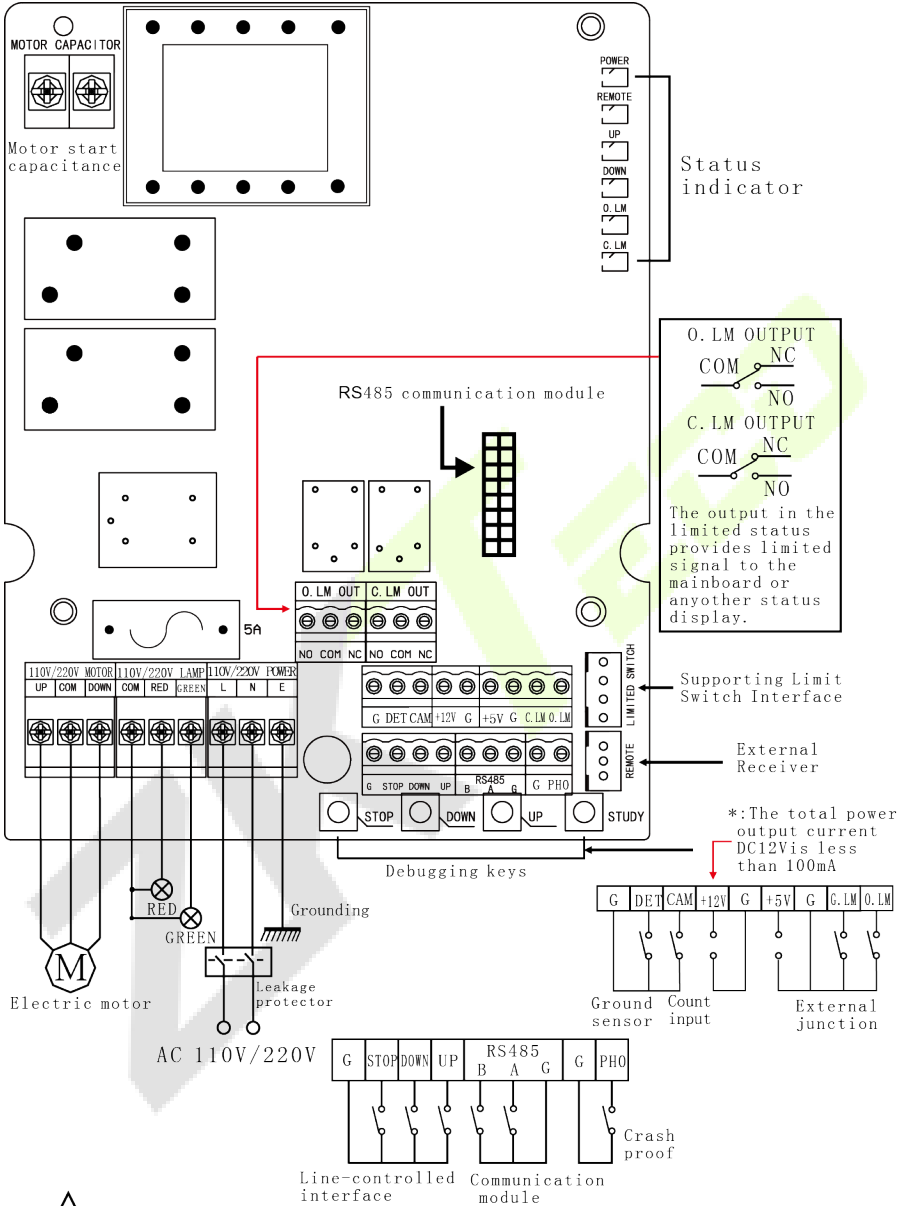 MOTOR CAPACITOR
Motor start
capacitance
POWER
REMOTE
UP
DOWN
O.LM
C.LM
Status
indicator
O.LM OUTPUT
COM NC
NO
C.LM OUTPUT
COM NC
NO
The output in the
limited status
provides limited
signal to the
mainboard or
anyother status
display.
RS485 communication module
5A
O.LM OUT C.LM OUT
NO COM NC NO COM NC
110V/220V MOTOR 110V/220V LAMP 110V/220V POWER
UP COM DOWN COM RED GREEN L N E
G DET CAM +12V G +5V G C.LM O.LM
G STOP DOWN UP B RS485 A G G PHO
LIMITED SWITCH
REMOTE
Supporting Limit
Switch Interface
External
Receiver
STOP DOWN UP STUDY
Debugging keys
*:The total power
output current
DC12Vis less
than 100mA
G DET CAM +12V G +5V G G.LM O.LM
Ground
sensor
Count
input
External
junction
RED
GREEN
Grounding
M
Electric motor
Leakage
protector
AC 110V/220V
G STOP DOWN UP RS485 G PHO
B A G
Crash
proof
Line-controlled
interface
Communication
module
ZKTECO